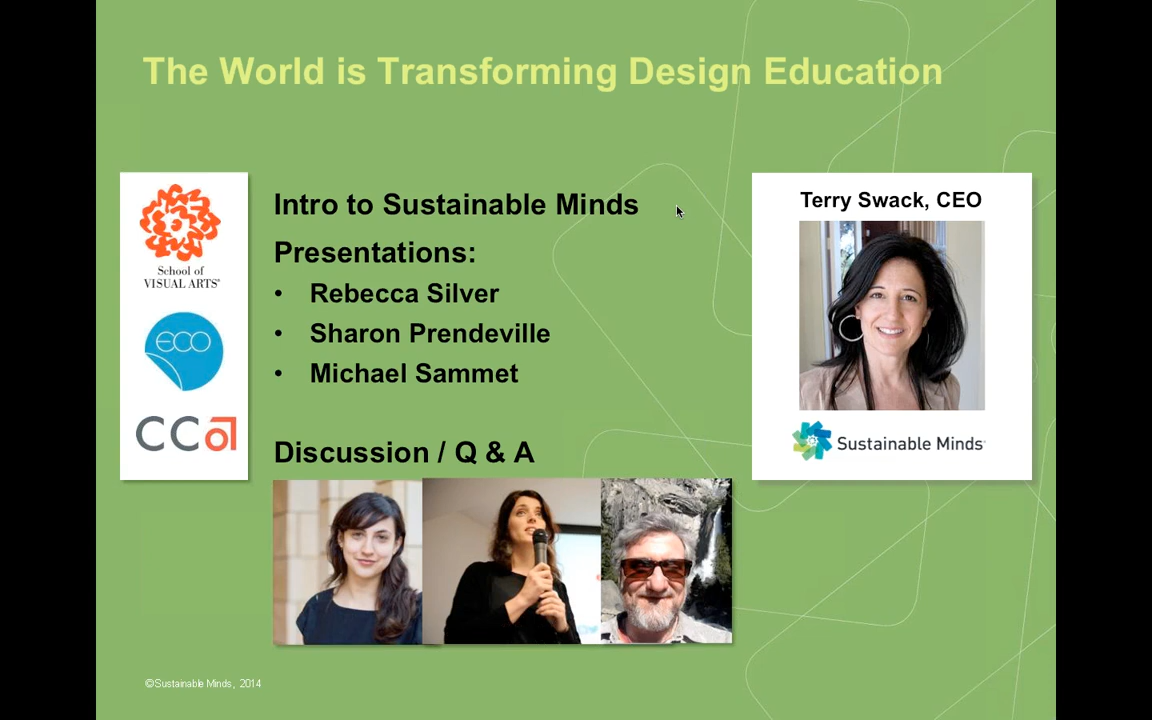 The World is Transforming Design Education
School of
VISUAL ARTS®
ECO
CCa
Intro to Sustainable Minds
Presentations:
• Rebecca Silver
• Sharon Prendeville
• Michael Sammet
Discussion / Q & A
Terry Swack, CEO
Sustainable Minds
©Sustainable Minds, 2014